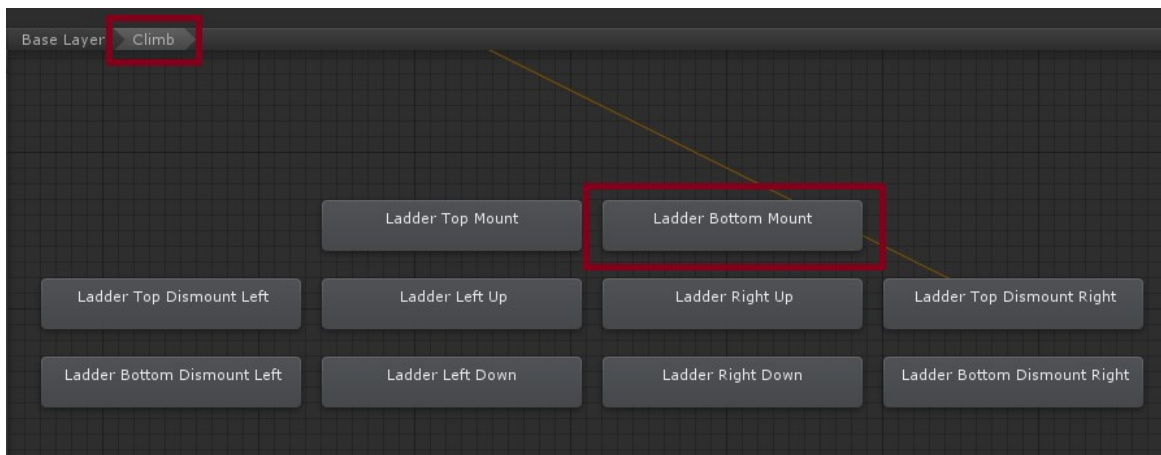 Base Layer Climb
Ladder Top Mount Ladder Bottom Mount
Ladder Top Dismount Left Ladder Left Up Ladder Right Up Ladder Top Dismount Right
Ladder Bottom Dismount Left Ladder Left Down Ladder Right Down Ladder Bottom Dismount Right